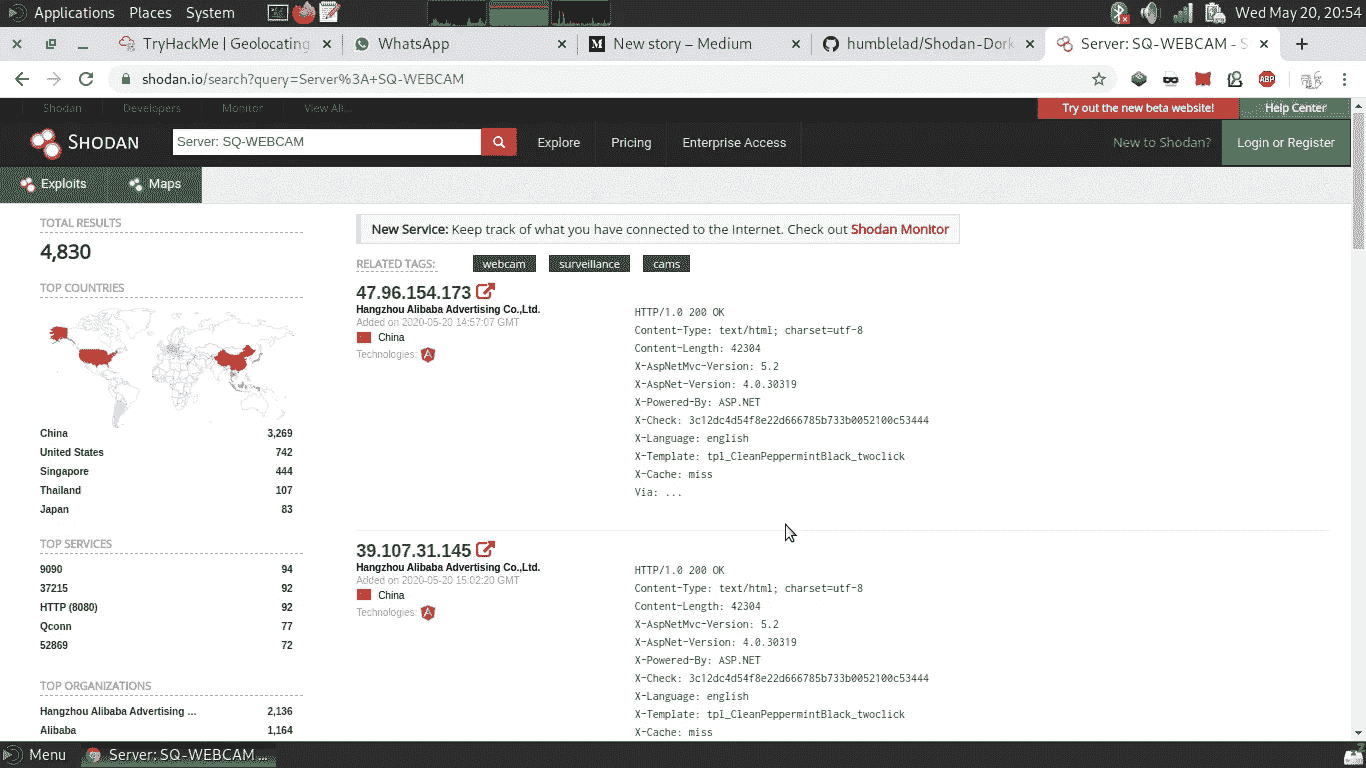 Applications Places System Wed May 20, 20:54
TryHackMe | Geolocating
WhatsApp
New story – Medium
humblelad/Shodan-Dork
Server: SQ-WEBCAM - S
shodan.io/search?query=Server%3A+SQ-WEBCAM
ABP
Shodan Developers Monitor View All...
Try out the new beta website! Help Center
SHODAN
Server: SQ-WEBCAM
Explore Pricing Enterprise Access
New to Shodan? Login or Register
Exploits Maps
TOTAL RESULTS
4,830
TOP COUNTRIES
China 3,269
United States 742
Singapore 444
Thailand 107
Japan 83
TOP SERVICES
9090 94
37215 92
HTTP (8080) 92
Qconn 77
52869 72
TOP ORGANIZATIONS
Hangzhou Alibaba Advertising ... 2,136
Alibaba 1,164
New Service: Keep track of what you have connected to the Internet. Check out Shodan Monitor
RELATED TAGS: webcam surveillance cams
47.96.154.173
Hangzhou Alibaba Advertising Co.,Ltd.
Added on 2020-05-20 14:57:07 GMT
China
Technologies:
HTTP/1.0 200 OK
Content-Type: text/html; charset=utf-8
Content-Length: 42304
X-AspNetMvc-Version: 5.2
X-AspNet-Version: 4.0.30319
X-Powered-By: ASP.NET
X-Check: 3c12dc4d54f8e22d666785b733b0052100c53444
X-Language: english
X-Template: tpl_CleanPeppermintBlack_twoclick
X-Cache: miss
Via: ...
39.107.31.145
Hangzhou Alibaba Advertising Co.,Ltd.
Added on 2020-05-20 15:02:20 GMT
China
Technologies:
HTTP/1.0 200 OK
Content-Type: text/html; charset=utf-8
Content-Length: 42304
X-AspNetMvc-Version: 5.2
X-AspNet-Version: 4.0.30319
X-Powered-By: ASP.NET
X-Check: 3c12dc4d54f8e22d666785b733b0052100c53444
X-Language: english
X-Template: tpl_CleanPeppermintBlack_twoclick
X-Cache: miss
Menu Server: SQ-WEBCAM ...